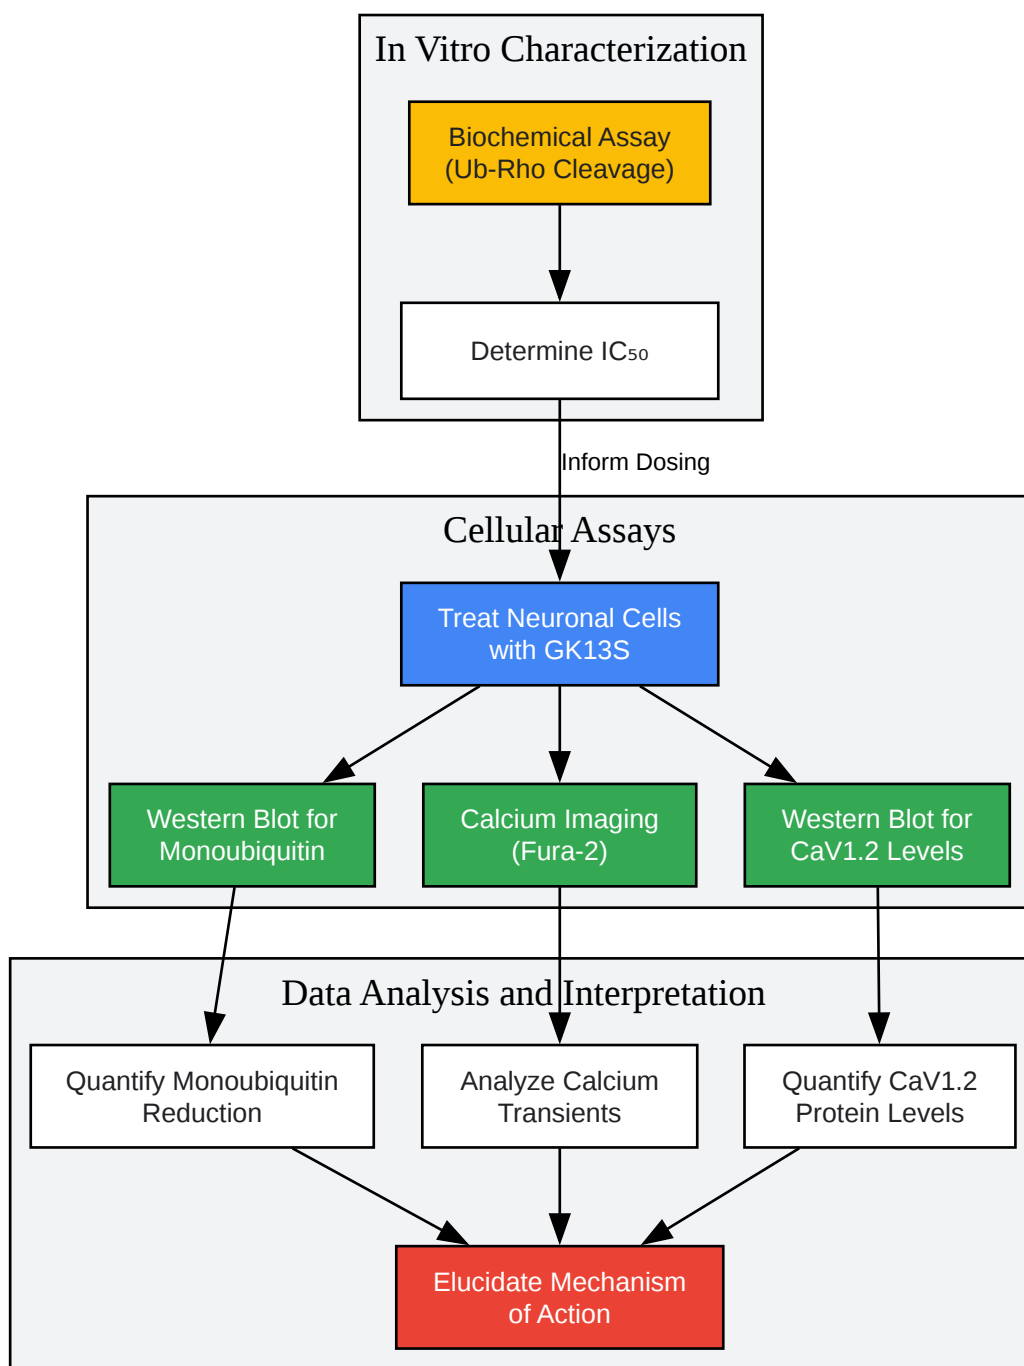 In Vitro Characterization
Biochemical Assay
(Ub-Rho Cleavage)
Determine IC₅₀
Inform Dosing
Cellular Assays
Treat Neuronal Cells
with GK13S
Western Blot for
Monoubiquitin
Calcium Imaging
(Fura-2)
Western Blot for
CaV1.2 Levels
Data Analysis and Interpretation
Quantify Monoubiquitin
Reduction
Analyze Calcium
Transients
Quantify CaV1.2
Protein Levels
Elucidate Mechanism
of Action